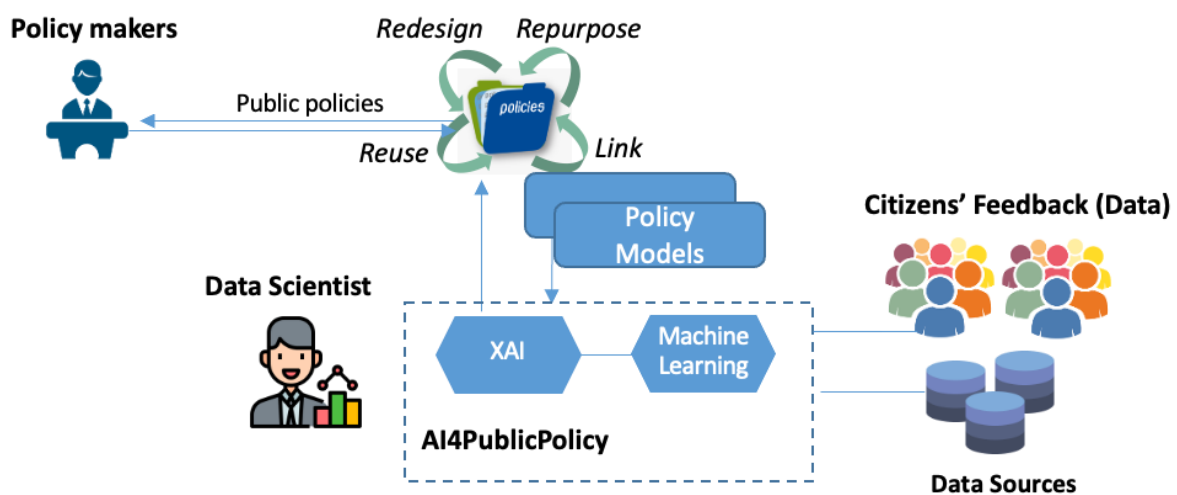 Policy makers
Redesign
Repurpose
Public policies
policies
Reuse
Link
Policy
Models
Citizens' Feedback (Data)
Data Scientist
XAI
Machine
Learning
AI4PublicPolicy
Data Sources